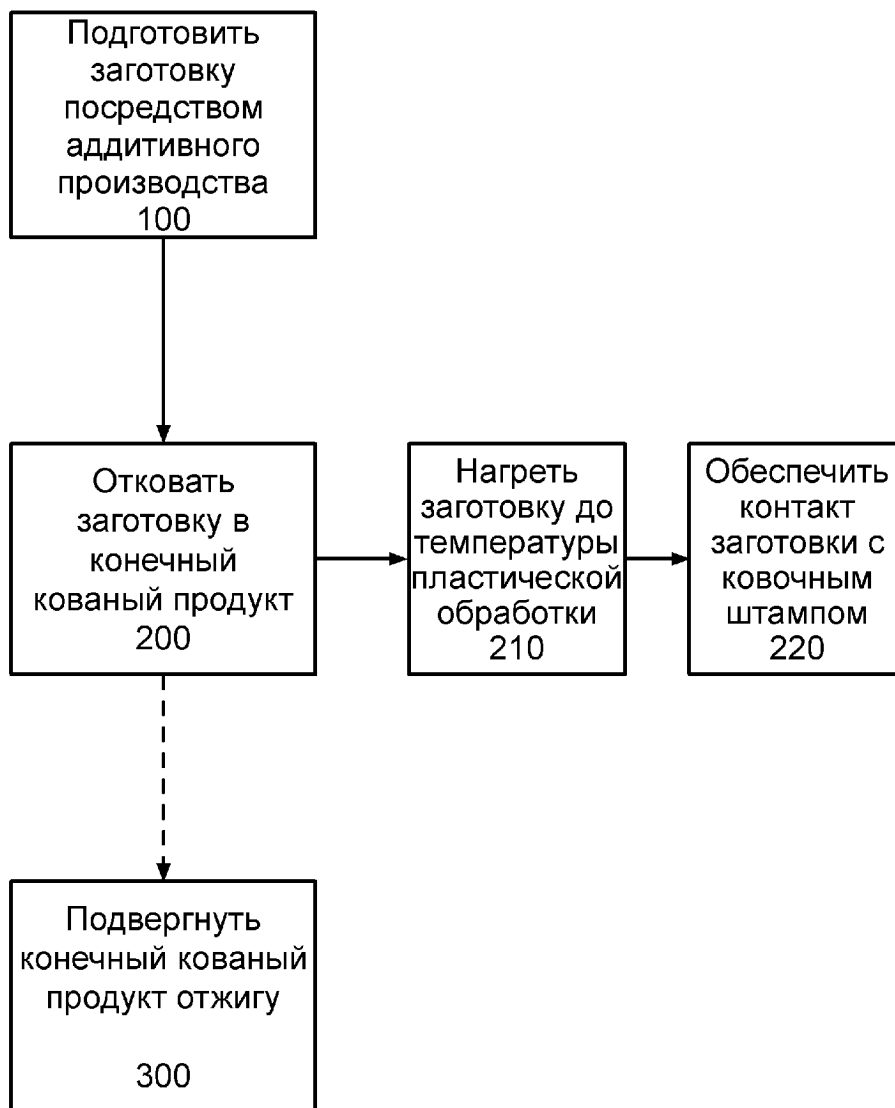 Подготовить
заготовку
посредством
аддитивного
производства
100
Отковать
заготовку в
конечный
кованый продукт
200
Нагреть
заготовку до
температуры
пластической
обработки
210
Обеспечить
контакт
заготовки с
ковочным
штампом
220
Подвергнуть
конечный кованый
продукт отжигу
300